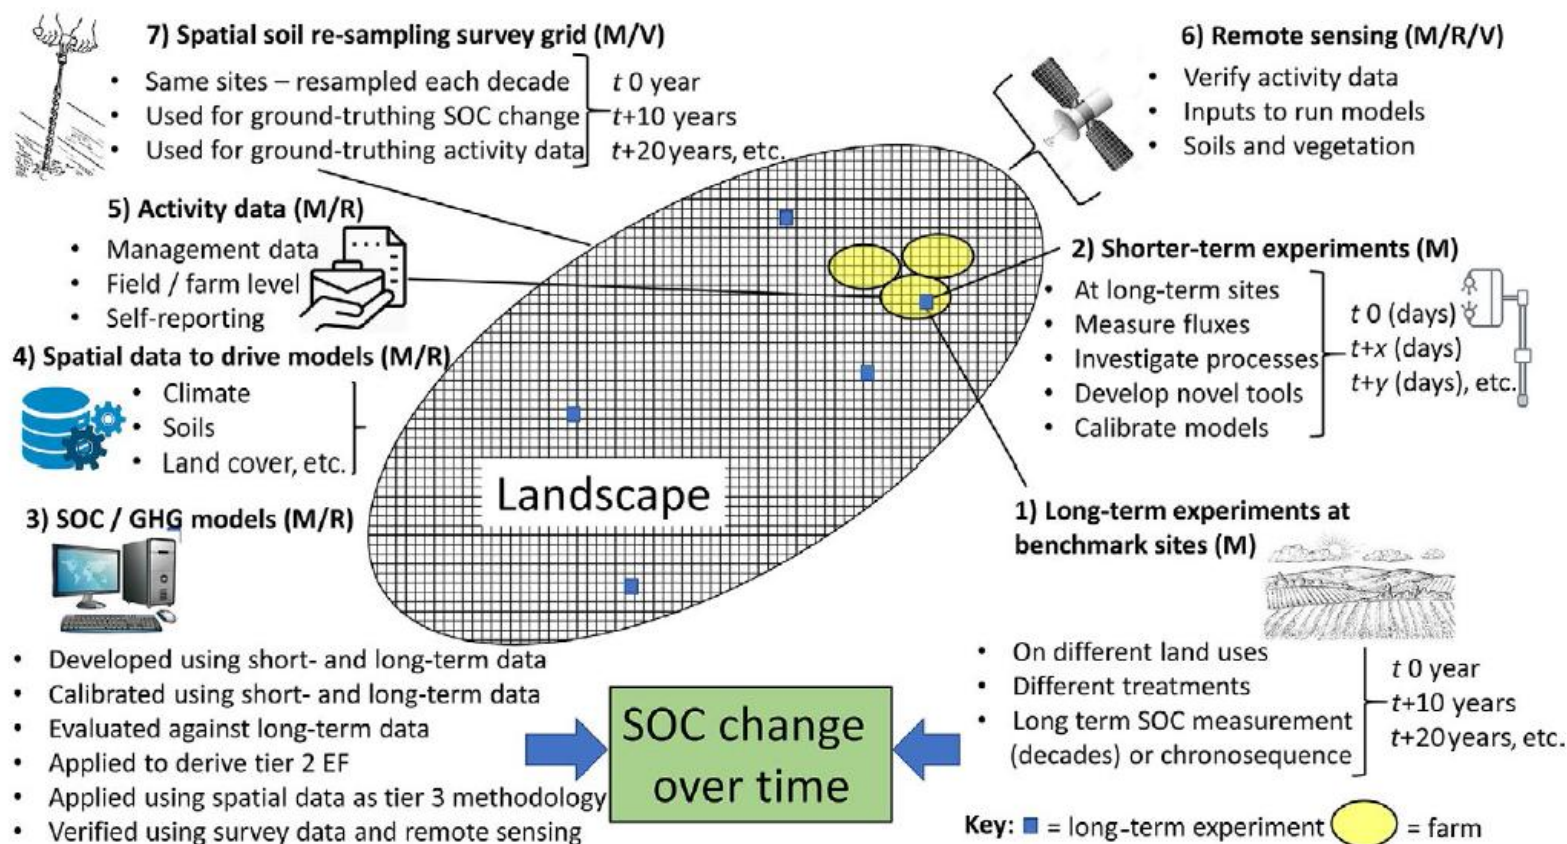 7) Spatial soil re-sampling survey grid (M/V)
• Same sites – resampled each decade
• Used for ground-truthing SOC change
• Used for ground-truthing activity data
t 0 year
t+10 years
t+20years, etc.
6) Remote sensing (M/R/V)
• Verify activity data
• Inputs to run models
• Soils and vegetation
5) Activity data (M/R)
• Management data
• Field / farm level
• Self-reporting
2) Shorter-term experiments (M)
• At long-term sites
• Measure fluxes
• Investigate processes
• Develop novel tools
• Calibrate models
t 0 (days)
t+x (days)
t+y (days), etc.
4) Spatial data to drive models (M/R)
• Climate
• Soils
• Land cover, etc.
Landscape
3) SOC / GHG models (M/R)
• Developed using short- and long-term data
• Calibrated using short- and long-term data
• Evaluated against long-term data
• Applied to derive tier 2 EF
• Applied using spatial data as tier 3 methodology
• Verified using survey data and remote sensing
1) Long-term experiments at
benchmark sites (M)
• On different land uses
• Different treatments
• Long term SOC measurement
(decades) or chronosequence
t 0 year
t+10 years
t+20years, etc.
SOC change
over time
Key: = long-term experiment = farm